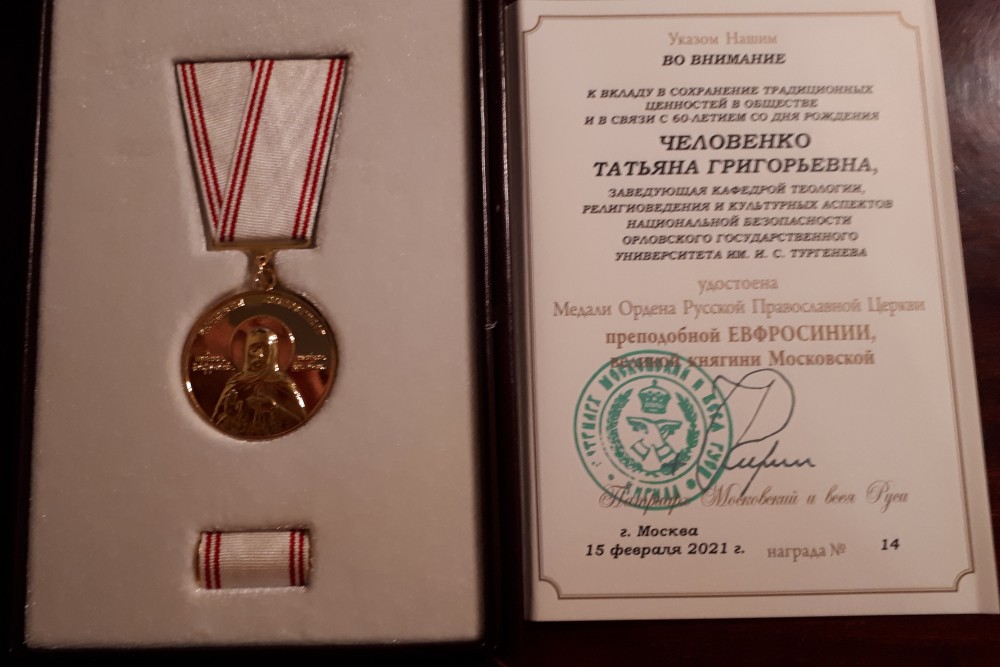 Указом Нашим
ВО ВНИМАНИЕ
К ВКЛАДУ В СОХРАНЕНИЕ ТРАДИЦИОННЫХ
ЦЕННОСТЕЙ В ОБЩЕСТВЕ
И В СВЯЗИ С 60-ЛЕТИЕМ СО ДНЯ РОЖДЕНИЯ
ЧЕЛОВЕНКО
ТАТЬЯНА ГРИГОРЬЕВНА,
ЗАВЕДУЮЩАЯ КАФЕДРОЙ ТЕОЛОГИИ,
РЕЛИГИОВЕДЕНИЯ И КУЛЬТУРНЫХ АСПЕКТОВ
НАЦИОНАЛЬНОЙ БЕЗОПАСНОСТИ
ОРЛОВСКОГО ГОСУДАРСТВЕННОГО
УНИВЕРСИТЕТА ИМ. И. С. ТУРГЕНЕВА
удостоена
Медали Ордена Русской Православной Церкви
преподобной ЕВФРОСИНИИ,
великой княгини Московской
Патриарх Московский и всея Руси
г. Москва
15 февраля 2021 г. награда № 14